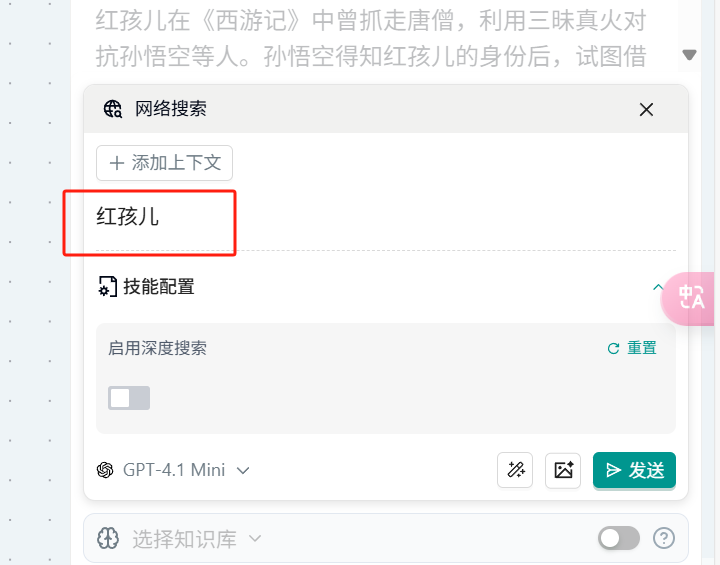 红孩儿在《西游记》中曾抓走唐僧，利用三昧真火对
抗孙悟空等人。孙悟空得知红孩儿的身份后，试图借
网络搜索
添加上下文
红孩儿
技能配置
中A
启用深度搜索
重置
GPT-4.1 Mini
发送
选择知识库